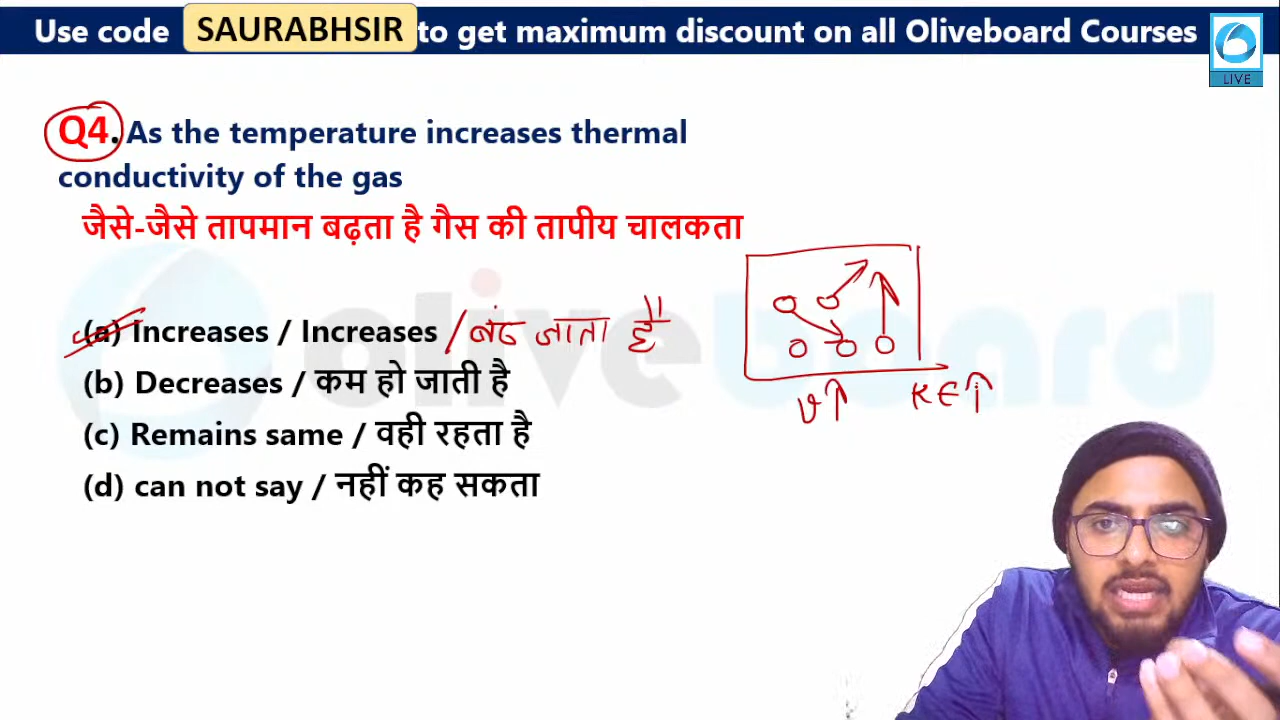 Use code SAURABHSIR to get maximum discount on all Oliveboard Courses
LIVE
Q4. As the temperature increases thermal
conductivity of the gas
जैसे-जैसे तापमान बढ़ता है गैस की तापीय चालकता
(a) Increases / Increases / बढ जाता है"
(b) Decreases / कम हो जाती है
(c) Remains same / वही रहता है
(d) can not say / नहीं कह सकता
v↑ KE↑
oliveboard